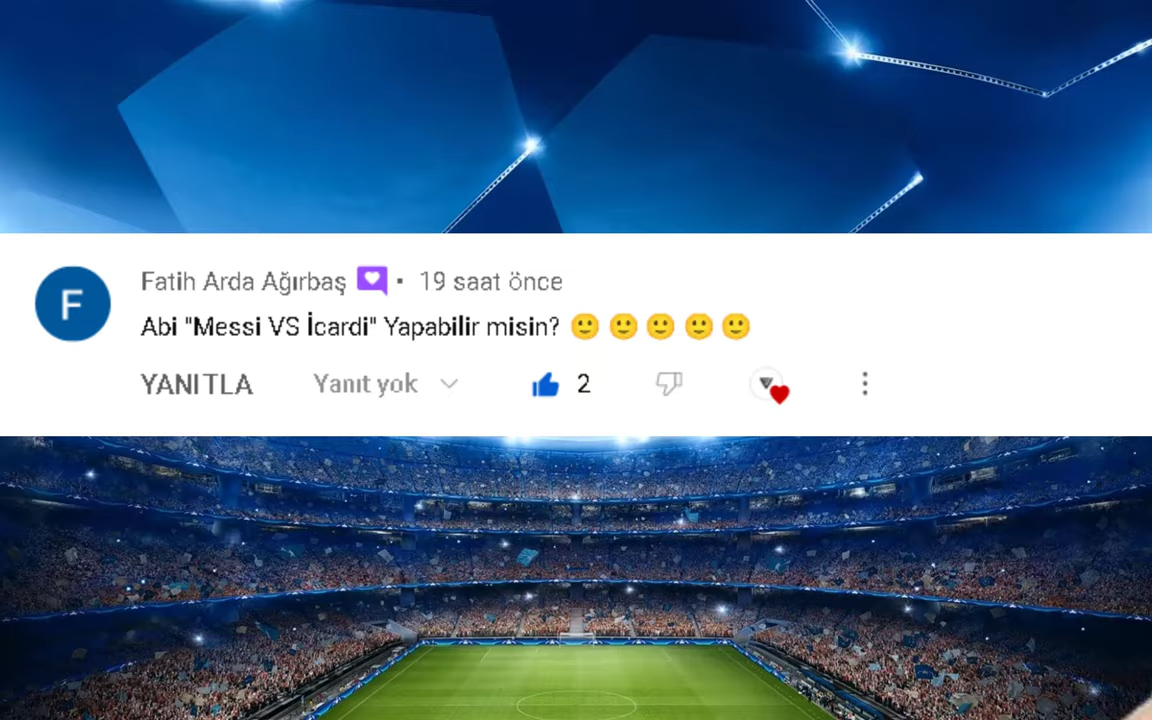 F
Fatih Arda Ağırbaş • 19 saat önce
Abi "Messi VS İcardi" Yapabilir misin? 🙂🙂🙂🙂🙂
YANITLA Yanıt yok 2